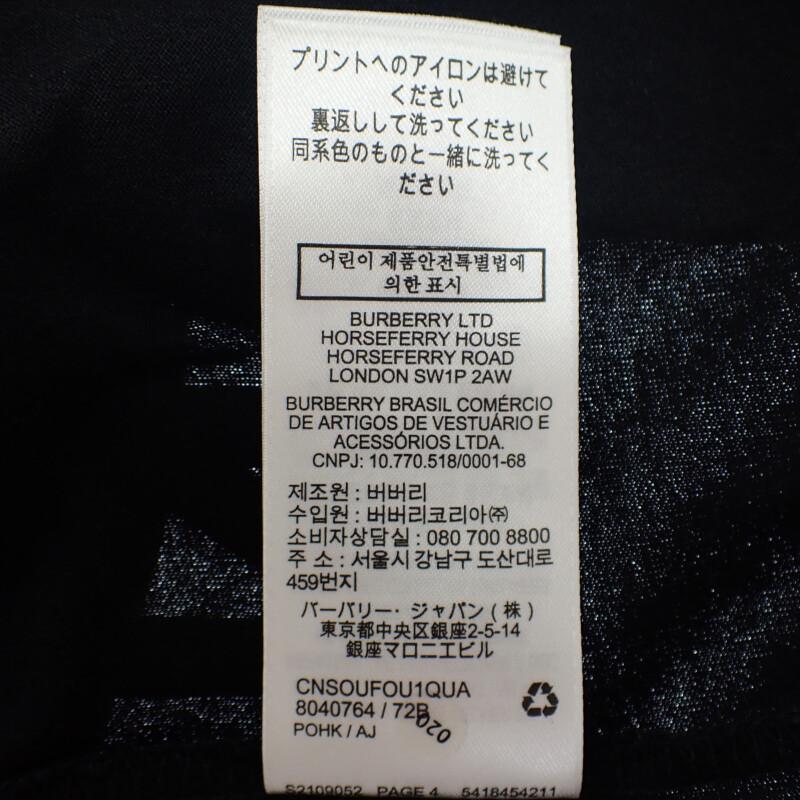 プリントへのアイロンは避けて
ください
裏返しして洗ってください
同系色のものと一緒に洗ってく
ださい
어린이 제품안전특별법에
의한 표시
BURBERRY LTD
HORSEFERRY HOUSE
HORSEFERRY ROAD
LONDON SW1P 2AW
BURBERRY BRASIL COMÉRCIO
DE ARTIGOS DE VESTUÁRIO E
ACESSÓRIOS LTDA.
CNPJ: 10.770.518/0001-68
제조원 : 버버리
수입원 : 버버리코리아㈜
소비자상담실 : 080 700 8800
주 소 : 서울시 강남구 도산대로
459번지
バーバリー・ジャパン ( 株 )
東京都中央区銀座2-5-14
銀座マロニエビル
CNSOUFOU1QUA
8040764 / 72B
020
POHK / AJ
S2109052 PAGE 4 5418454211